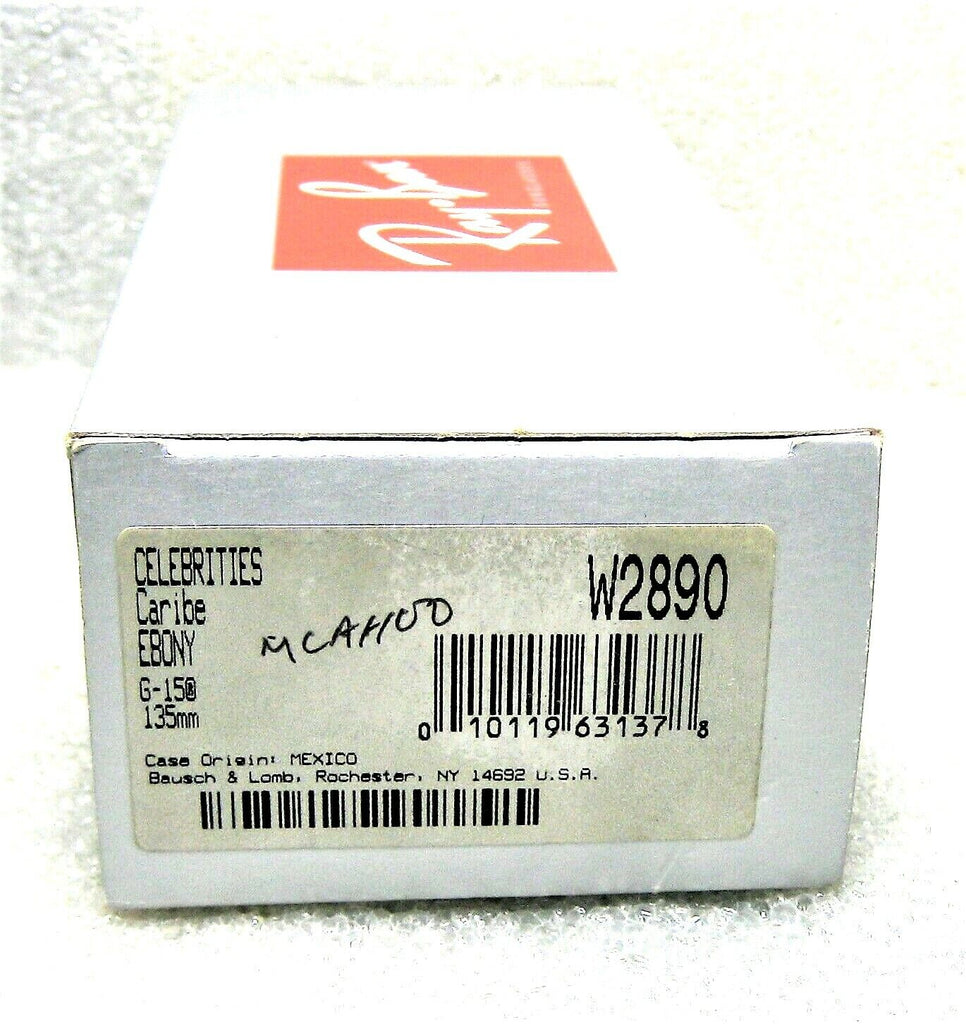 Ray-Ban
CELEBRITIES
Caribe
EBONY
G-15®
135mm
W2890
0 10119 63137 8
Case Origin: MEXICO
Bausch & Lomb, Rochester, NY 14692 U.S.A.